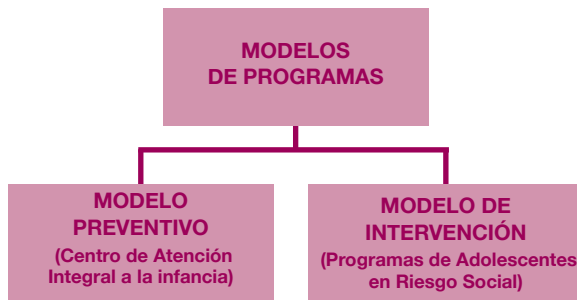 MODELOS
DE PROGRAMAS
MODELO
PREVENTIVO
(Centro de Atención
Integral a la infancia)
MODELO DE
INTERVENCIÓN
(Programas de Adolescentes
en Riesgo Social)